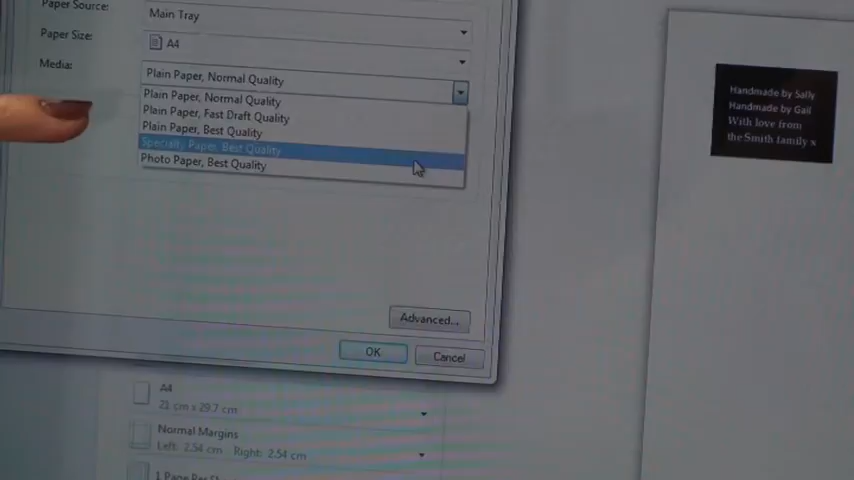 Paper Source:
Main Tray
Paper Size:
A4
Media:
Plain Paper, Normal Quality
Plain Paper, Normal Quality
Plain Paper, Fast Draft Quality
Plain Paper, Best Quality
Specialty Paper, Best Quality
Photo Paper, Best Quality
Advanced...
OK
Cancel
A4
21 cm x 29.7 cm
Normal Margins
Left: 2.54 cm Right: 2.54 cm
1 Page Per
Handmade by Sally
Handmade by Gail
With love from
the Smith family x